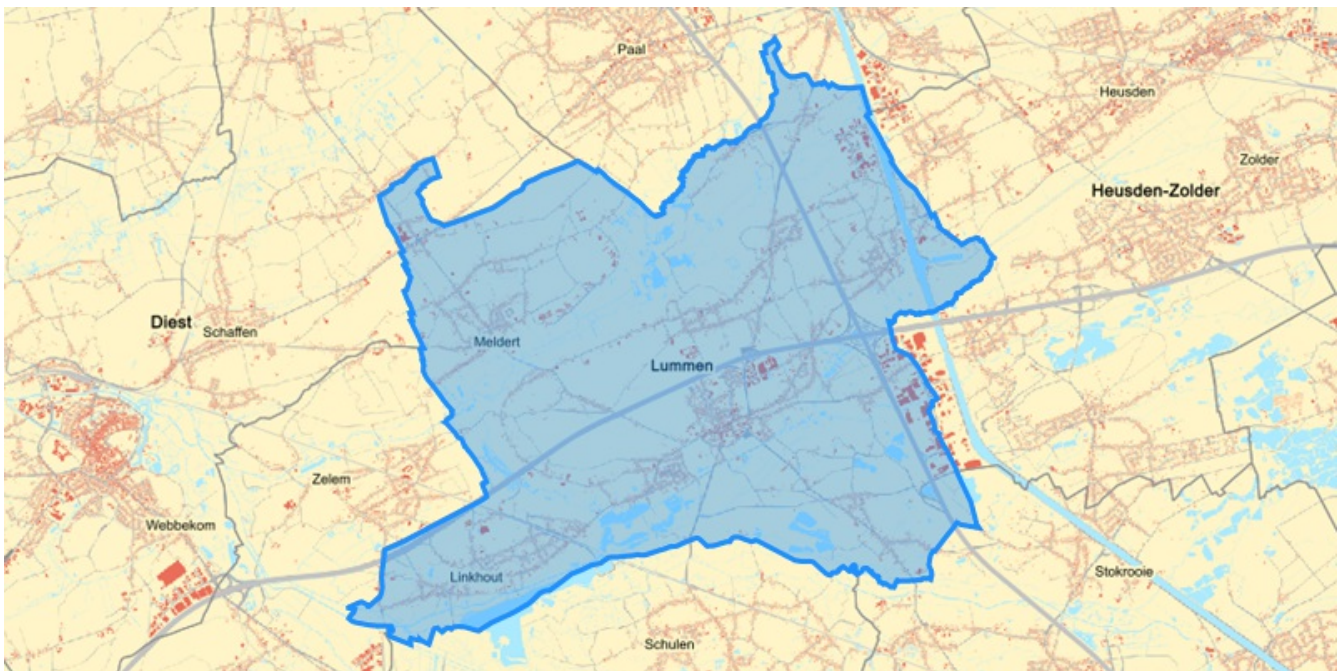 Paal
Heusden
Zolder
Heusden-Zolder
Diest
Schaffen
Meldert
Lummen
Zelem
Webbekom
Linkhout
Stokrooie
Schulen